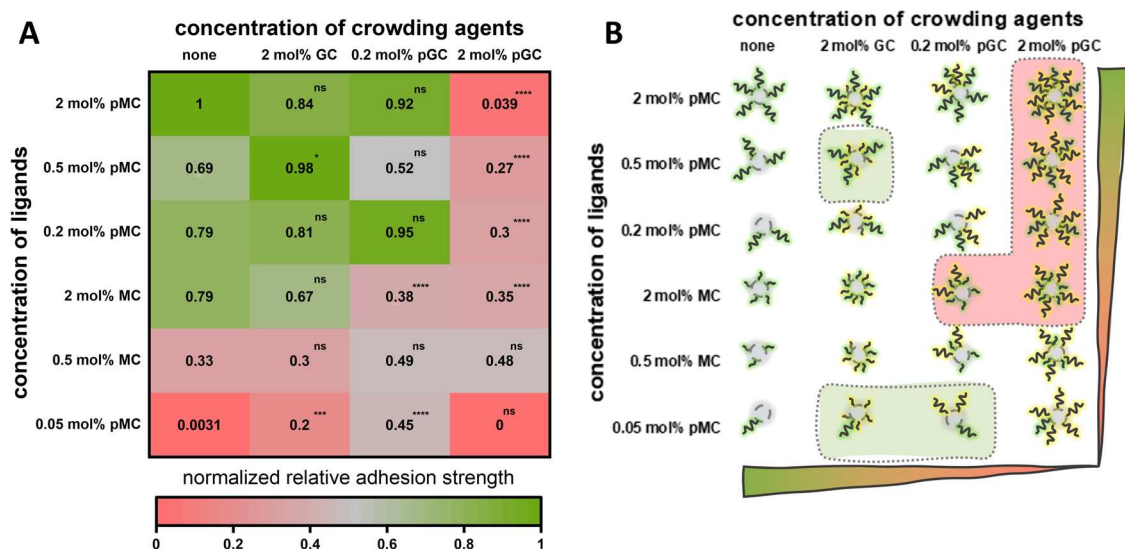 A
concentration of crowding agents
none 2 mol% GC 0.2 mol% pGC 2 mol% pGC
concentration of ligands
2 mol% pMC 1 0.84 ns 0.92 ns 0.039 ****
0.5 mol% pMC 0.69 0.98 * 0.52 ns 0.27 ****
0.2 mol% pMC 0.79 0.81 ns 0.95 ns 0.3 ****
2 mol% MC 0.79 0.67 ns 0.38 **** 0.35 ****
0.5 mol% MC 0.33 0.3 ns 0.49 ns 0.48 ns
0.05 mol% pMC 0.0031 0.2 *** 0.45 **** 0 ns
normalized relative adhesion strength
0 0.2 0.4 0.6 0.8 1
B
concentration of crowding agents
none 2 mol% GC 0.2 mol% pGC 2 mol% pGC
concentration of ligands
2 mol% pMC
0.5 mol% pMC
0.2 mol% pMC
2 mol% MC
0.5 mol% MC
0.05 mol% pMC